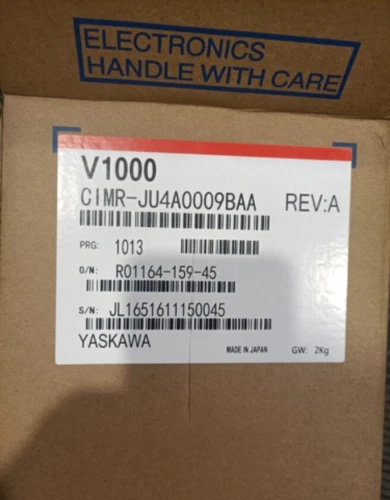 ELECTRONICS
HANDLE WITH CARE
V1000
CIMR-JU4A0009BAA REV:A
PRG: 1013
O/N: R01164-159-45
S/N: JL1651611150045
YASKAWA MADE IN JAPAN GW: 2Kg